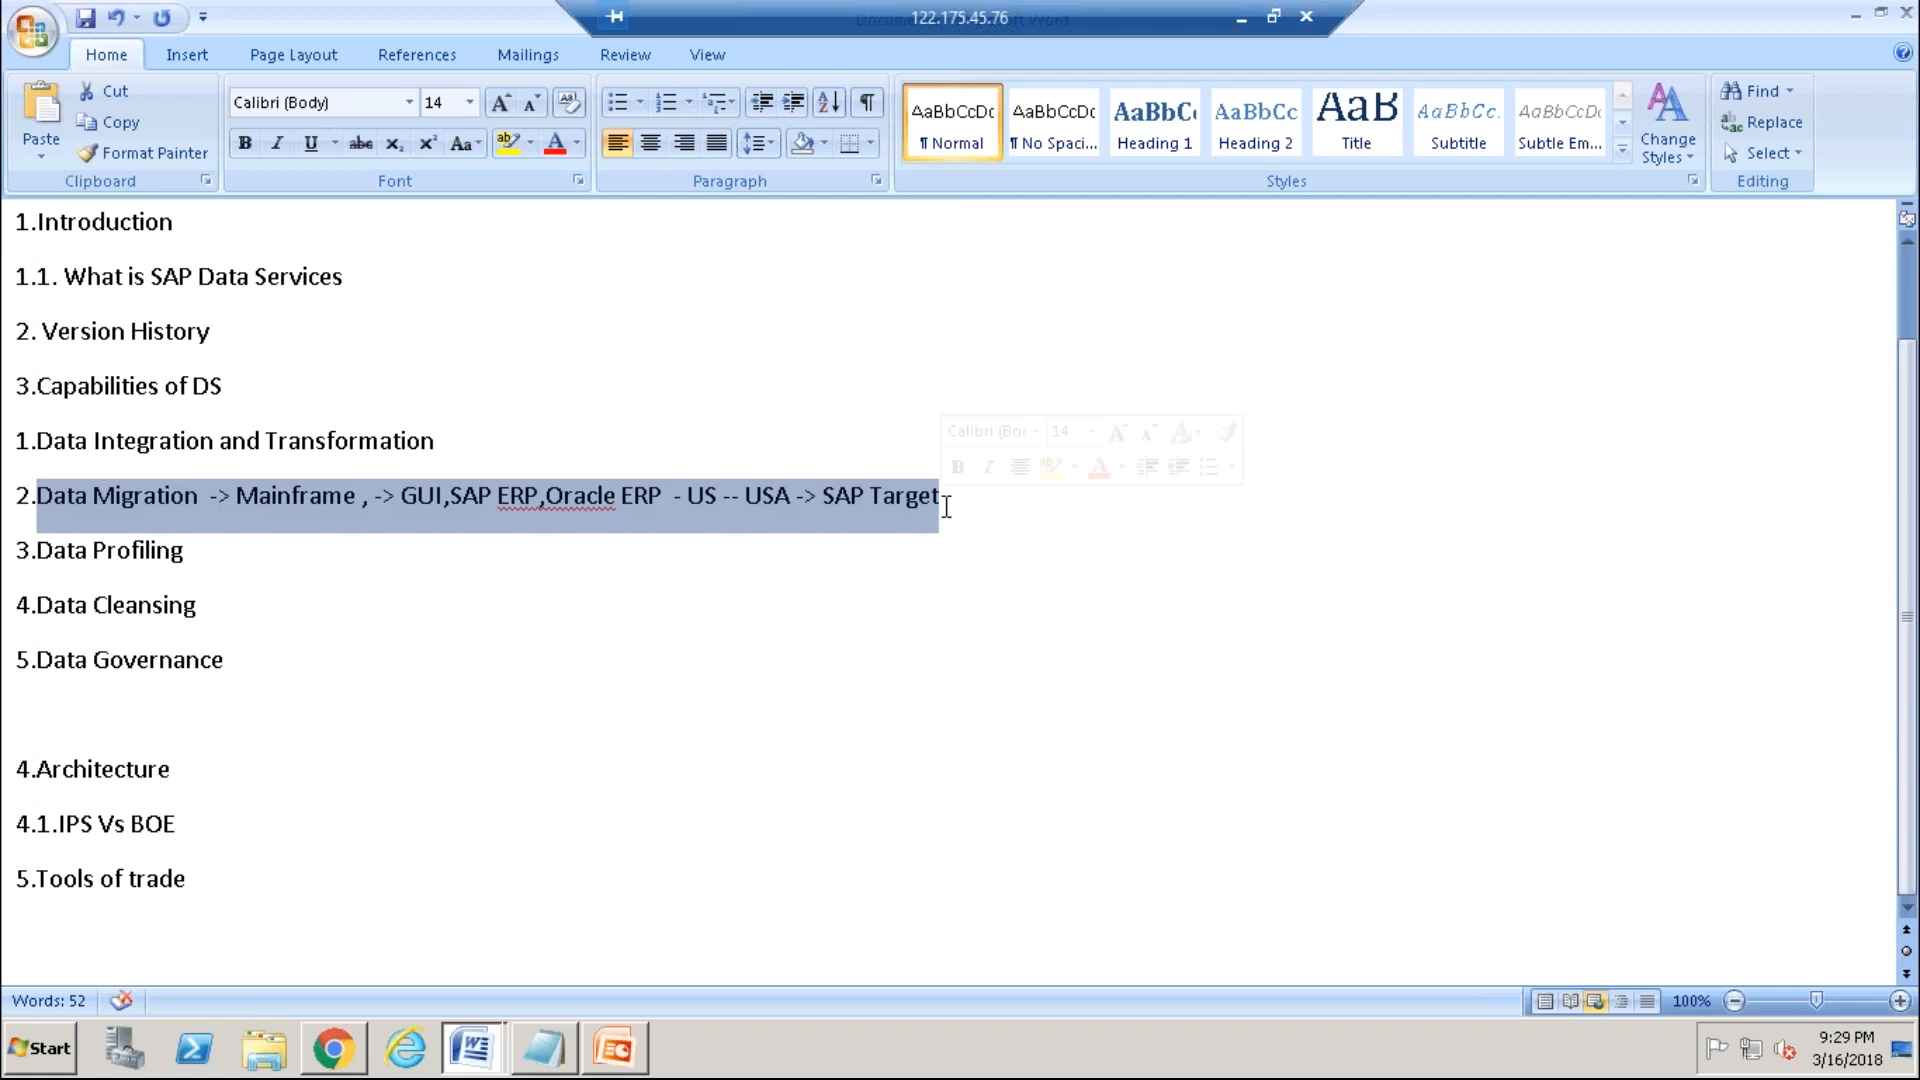 122.175.45.76
Home Insert Page Layout References Mailings Review View
Paste
Cut
Copy
Format Painter
Clipboard
Calibri (Body) 14
Font
Paragraph
AaBbCcDc AaBbCcDc AaBbC AaBbCc AaB AaBbCc. AaBbCcDc
¶ Normal ¶ No Spaci... Heading 1 Heading 2 Title Subtitle Subtle Em...
Change Styles
Styles
Find
Replace
Select
Editing
1.Introduction
1.1. What is SAP Data Services
2. Version History
3.Capabilities of DS
1.Data Integration and Transformation
Calibri (Boc 14
2.Data Migration -> Mainframe , -> GUI,SAP ERP,Oracle ERP - US -- USA -> SAP Target
3.Data Profiling
4.Data Cleansing
5.Data Governance
4.Architecture
4.1.IPS Vs BOE
5.Tools of trade
Words: 52
100%
Start
9:29 PM
3/16/2018